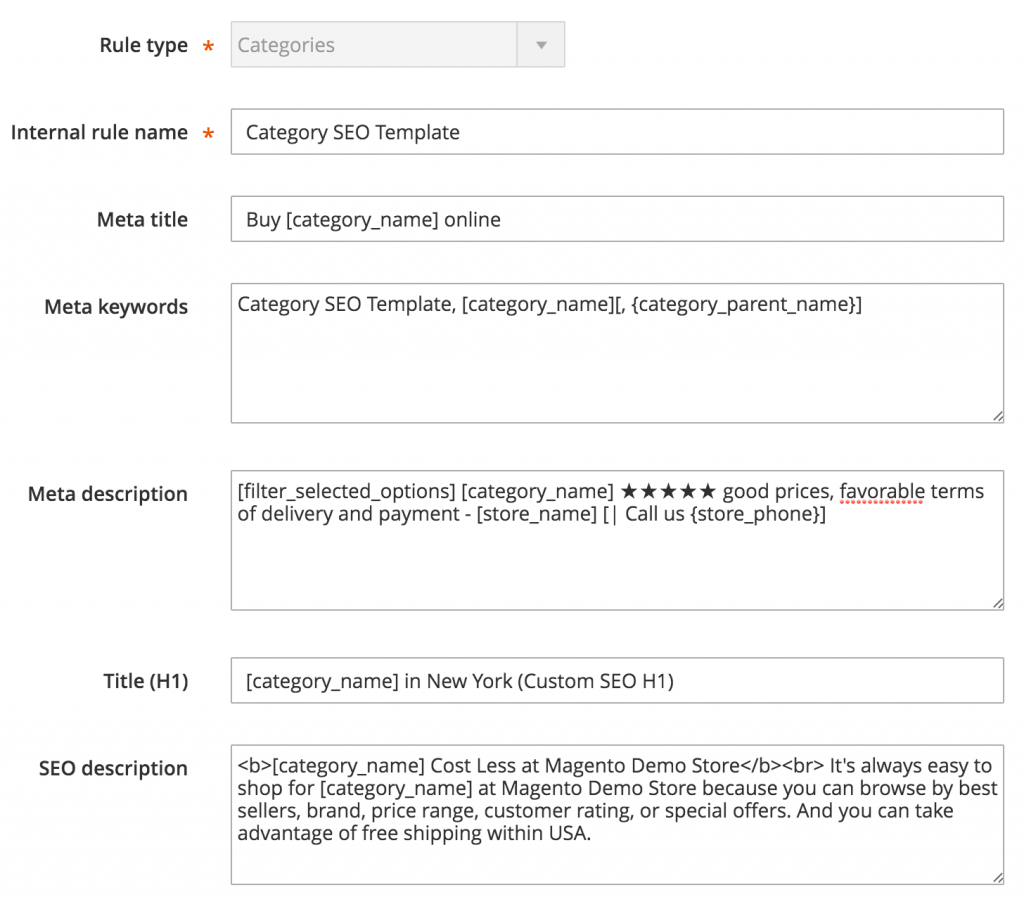 Rule type * Categories
Internal rule name * Category SEO Template
Meta title Buy [category_name] online
Meta keywords Category SEO Template, [category_name][, {category_parent_name}]
Meta description [filter_selected_options] [category_name] ★★★★★ good prices, favorable terms
of delivery and payment - [store_name] [| Call us {store_phone}]
Title (H1) [category_name] in New York (Custom SEO H1)
SEO description <b>[category_name] Cost Less at Magento Demo Store</b><br> It's always easy to
shop for [category_name] at Magento Demo Store because you can browse by best
sellers, brand, price range, customer rating, or special offers. And you can take
advantage of free shipping within USA.